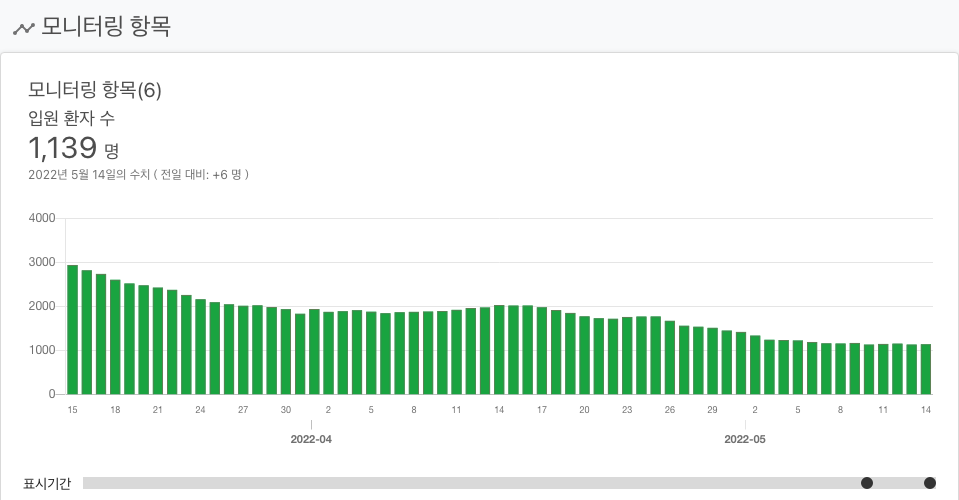 모니터링 항목
모니터링 항목(6)
입원 환자 수
1,139 명
2022년 5월 14일의 수치 ( 전일 대비: +6 명 )
4000
3000
2000
1000
0
15 18 21 24 27 30 2 5 8 11 14 17 20 23 26 29 2 5 8 11 14
2022-04 2022-05
표시기간